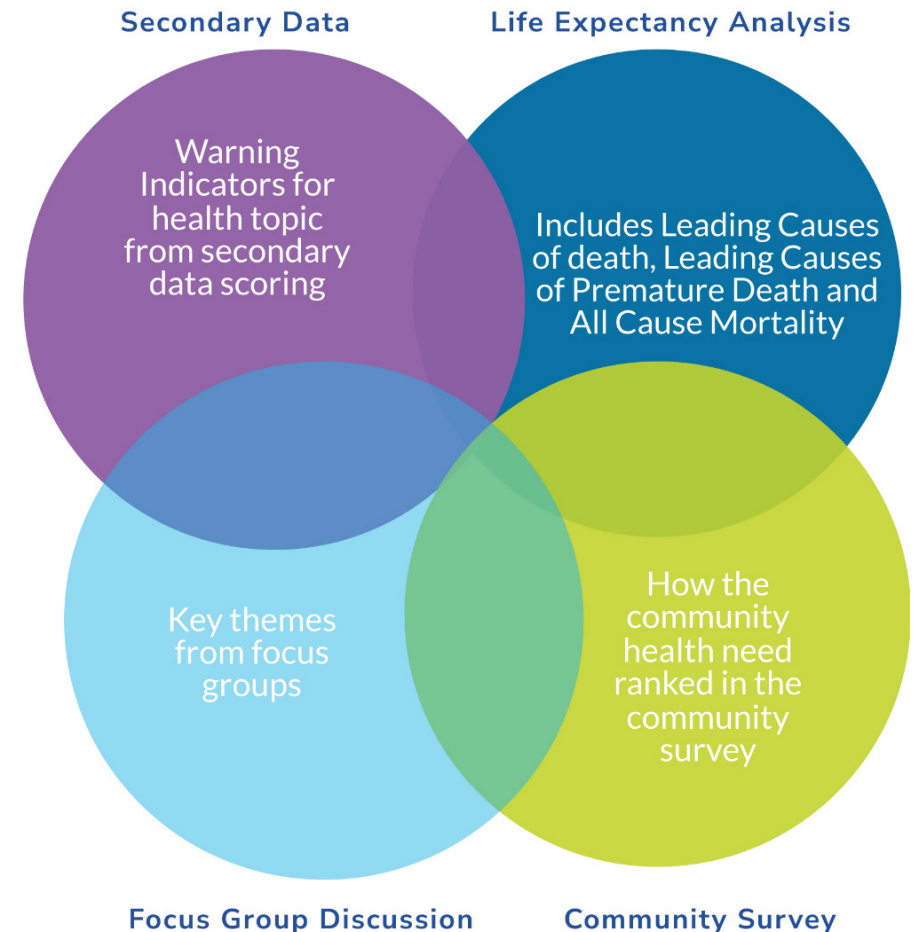 Secondary Data
Life Expectancy Analysis
Warning
Indicators for
health topic
from secondary
data scoring
Includes Leading Causes
of death, Leading Causes
of Premature Death and
All Cause Mortality
Key themes
from focus
groups
How the
community
health need
ranked in the
community
survey
Focus Group Discussion
Community Survey